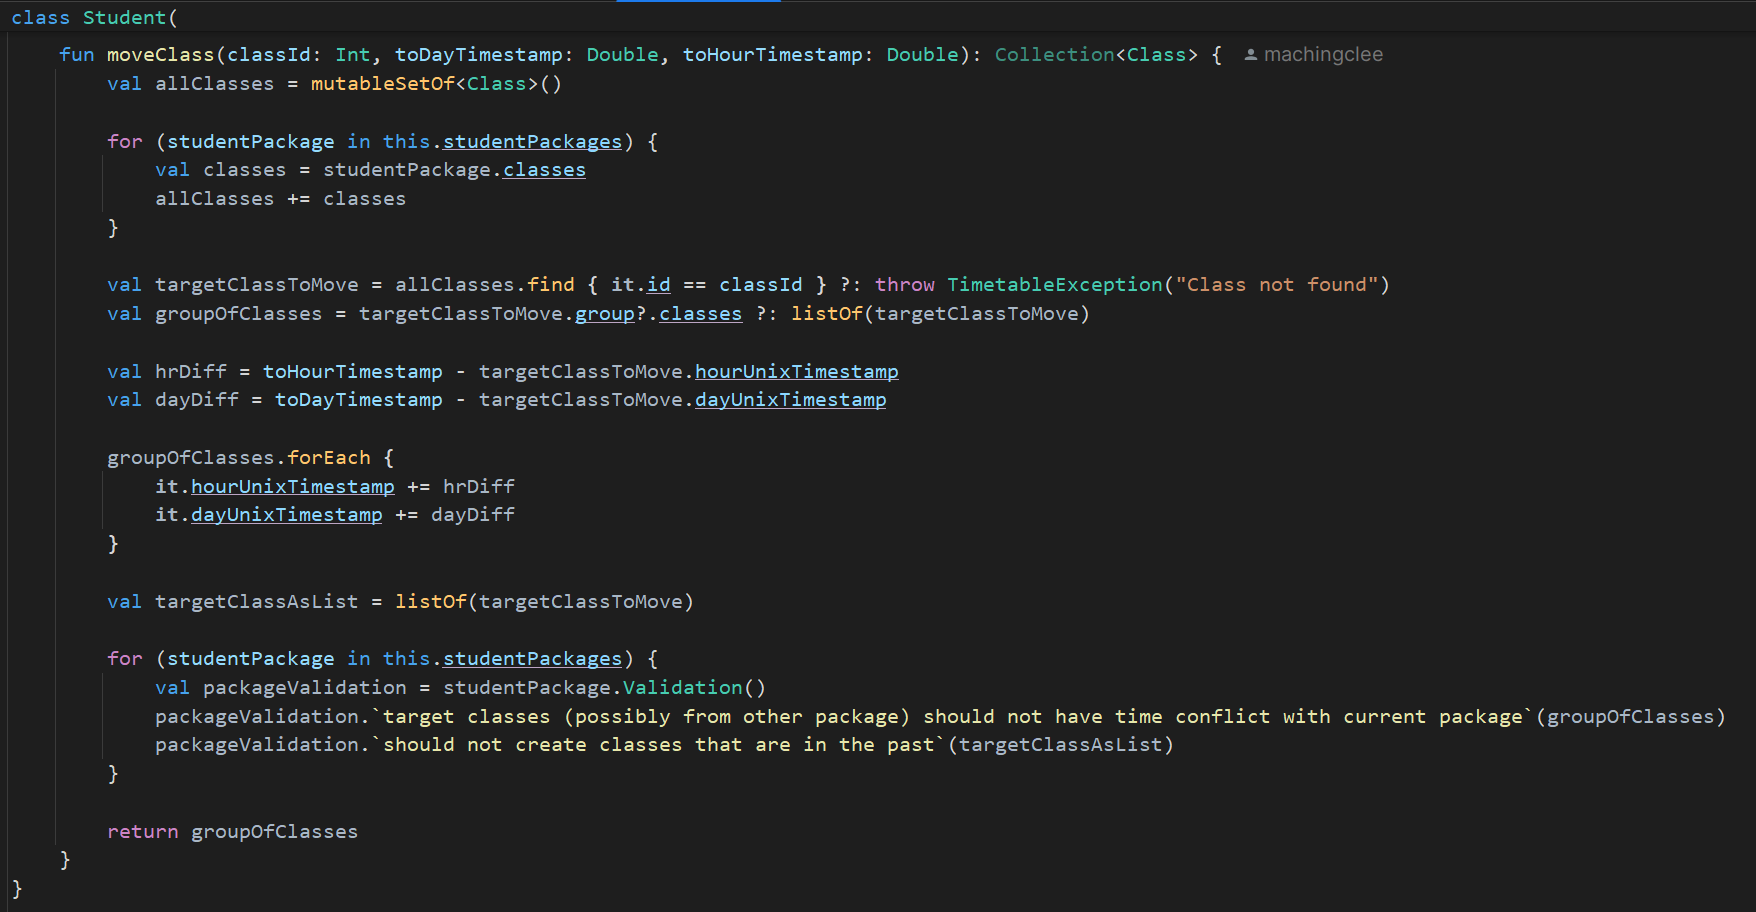 class Student(
fun moveClass(classId: Int, toDayTimestamp: Double, toHourTimestamp: Double): Collection<Class> { machingclee
val allClasses = mutableSetOf<Class>()
for (studentPackage in this.studentPackages) {
val classes = studentPackage.classes
allClasses += classes
}
val targetClassToMove = allClasses.find { it.id == classId } ?: throw TimetableException("Class not found")
val groupOfClasses = targetClassToMove.group?.classes ?: listOf(targetClassToMove)
val hrDiff = toHourTimestamp - targetClassToMove.hourUnixTimestamp
val dayDiff = toDayTimestamp - targetClassToMove.dayUnixTimestamp
groupOfClasses.forEach {
it.hourUnixTimestamp += hrDiff
it.dayUnixTimestamp += dayDiff
}
val targetClassAsList = listOf(targetClassToMove)
for (studentPackage in this.studentPackages) {
val packageValidation = studentPackage.Validation()
packageValidation.`target classes (possibly from other package) should not have time conflict with current package`(groupOfClasses)
packageValidation.`should not create classes that are in the past`(targetClassAsList)
}
return groupOfClasses
}
}